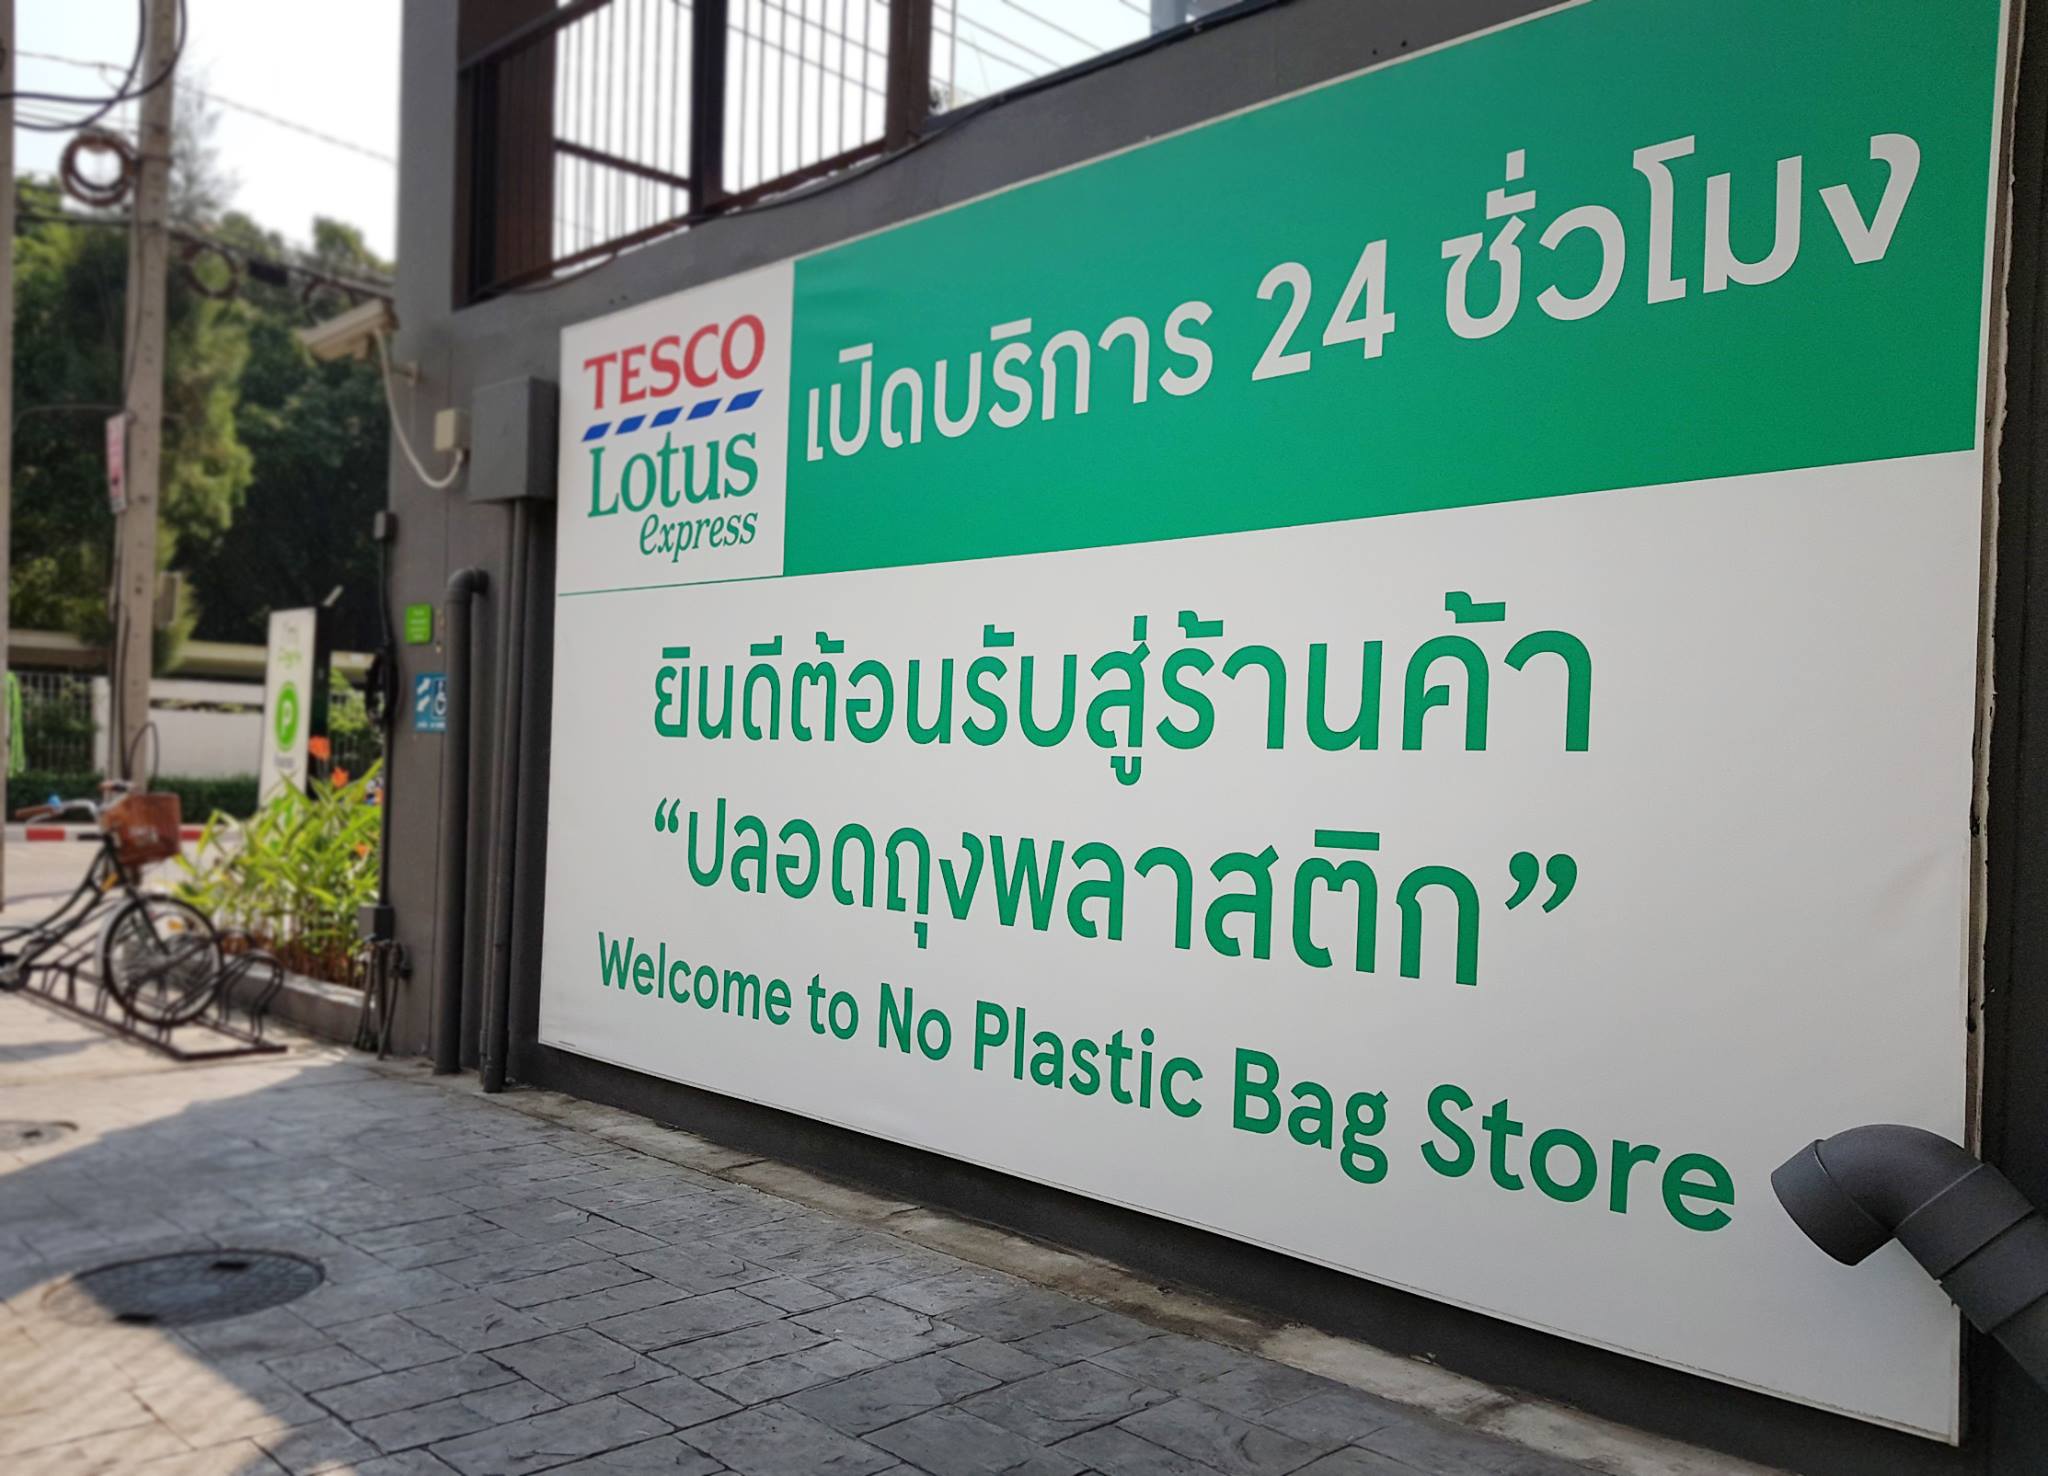 TESCO
Lotus
express
เปิดบริการ 24 ชั่วโมง
ยินดีต้อนรับสู่ร้านค้า
“ปลอดถุงพลาสติก”
Welcome to No Plastic Bag Store
P